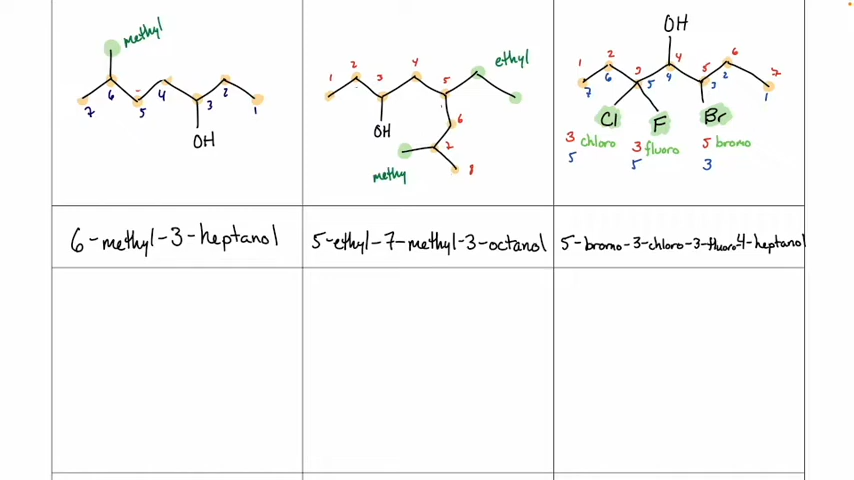 methyl
7 6 5 4 3 2 1
OH
6-methyl-3-heptanol
ethyl
1 2 3 4 5
OH
6
7
8
methy
5-ethyl-7-methyl-3-octanol
OH
1 2 3 4 5 6 7
7 6 5 4 3 2 1
Cl F Br
3 chloro 3 fluoro 5 bromo
5 5 3
5-bromo-3-chloro-3-fluoro 4-heptanol